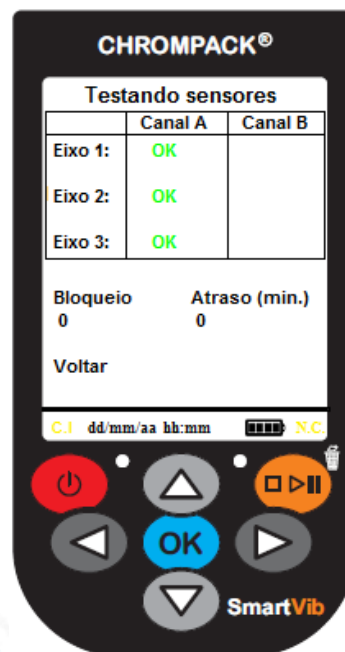 CHROMPACK®
Testando sensores
Canal A Canal B
Eixo 1: OK
Eixo 2: OK
Eixo 3: OK
Bloqueio Atraso (min.)
0 0
Voltar
C.I dd/mm/aa hh:mm N.C.
OK
SmartVib